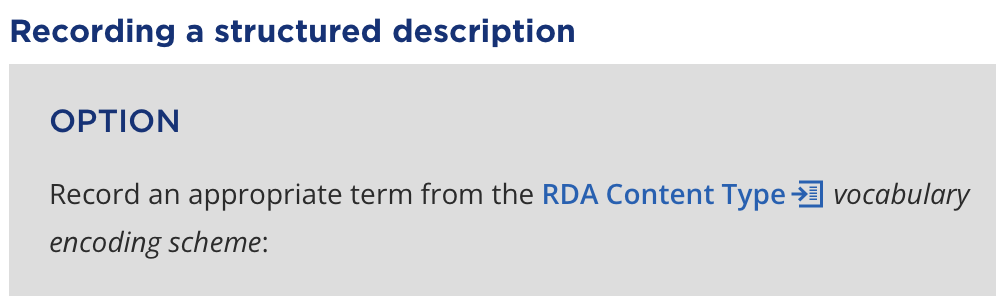 Recording a structured description
OPTION
Record an appropriate term from the RDA Content Type vocabulary
encoding scheme: